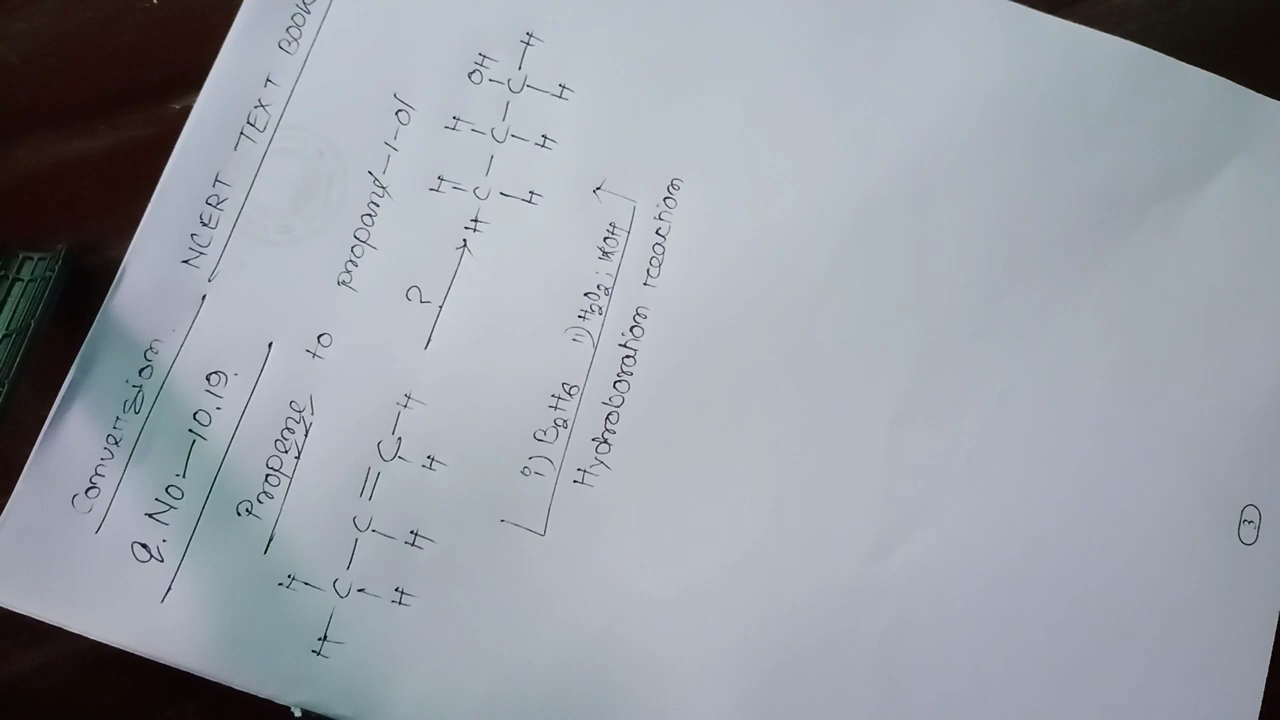 Conversion. NCERT TEXT BOOK
Q. No:—10.19.
Propene to propane-1-ol
H H H OH
H—C—C=C—H ? → H C—C—C—H
H H H H H H
i) B2H6 ii) H2O2; KOH
Hydroboration reaction
3